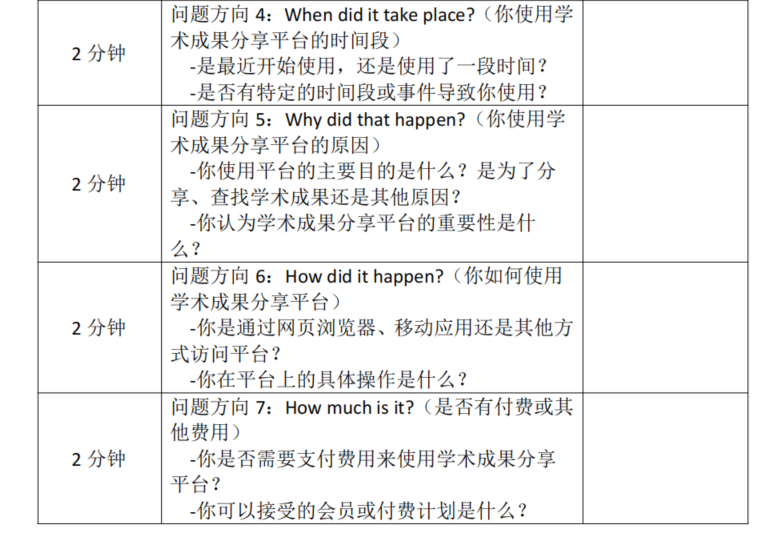 问题方向 4：When did it take place?（你使用学
术成果分享平台的时间段）
2 分钟
-是最近开始使用，还是使用了一段时间？
-是否有特定的时间段或事件导致你使用？
问题方向 5：Why did that happen?（你使用学
术成果分享平台的原因）
-你使用平台的主要目的是什么？是为了分
2 分钟
享、查找学术成果还是其他原因？
-你认为学术成果分享平台的重要性是什
么？
问题方向 6：How did it happen?（你如何使用
学术成果分享平台）
2 分钟
-你是通过网页浏览器、移动应用还是其他方
式访问平台？
-你在平台上的具体操作是什么？
问题方向 7：How much is it?（是否有付费或其
他费用）
2 分钟
-你是否需要支付费用来使用学术成果分享
平台？
-你可以接受的会员或付费计划是什么？